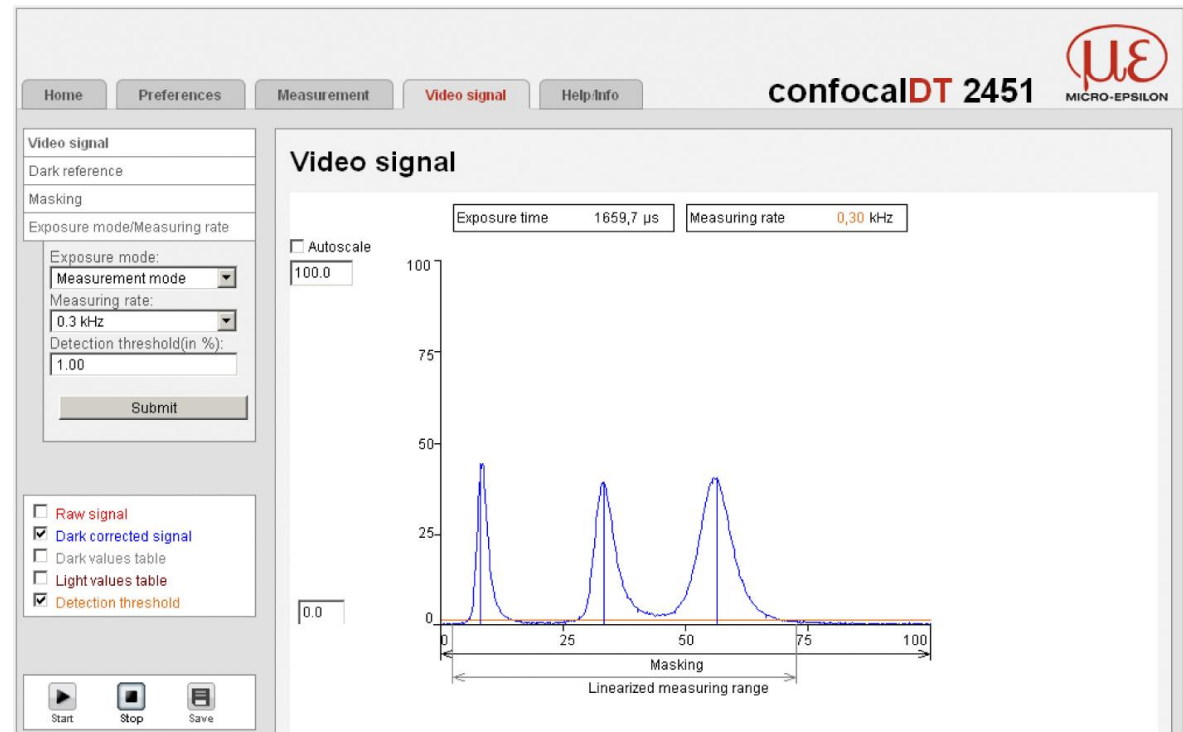 με
MICRO-EPSILON
confocalDT 2451
Home
Preferences
Measurement
Video signal
Help/Info
Video signal
Dark reference
Masking
Exposure mode/Measuring rate
Exposure mode:
Measurement mode
Measuring rate:
0.3 kHz
Detection threshold(in %):
1.00
Submit
Raw signal
Dark corrected signal
Dark values table
Light values table
Detection threshold
Start
Stop
Save
Video signal
Exposure time 1659,7 µs
Measuring rate 0,30 kHz
Autoscale
100.0
0.0
100
75
50
25
0
0 25 50 75 100
Masking
Linearized measuring range